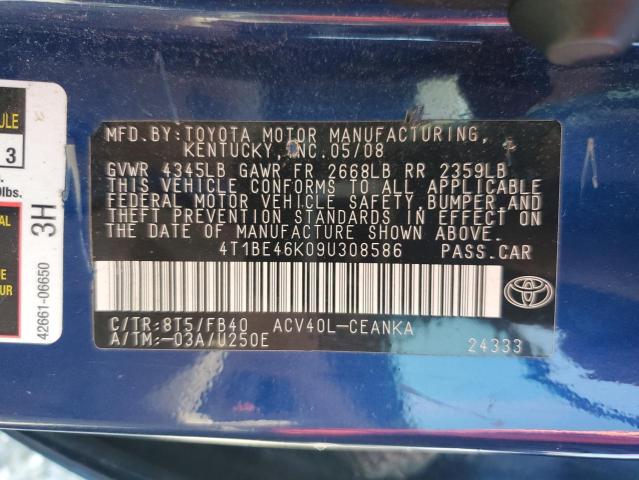 MFD.BY:TOYOTA MOTOR MANUFACTURING,
KENTUCKY, INC. 05/08
GVWR 4345LB GAWR FR 2668LB RR 2359LB
THIS VEHICLE CONFORMS TO ALL APPLICABLE
FEDERAL MOTOR VEHICLE SAFETY, BUMPER, AND
THEFT PREVENTION STANDARDS IN EFFECT ON
THE DATE OF MANUFACTURE SHOWN ABOVE.
4T1BE46K09U308586 PASS.CAR
C/TR:8T5/FB40 ACV40L-CEANKA
A/TM:-03A/U250E 24333
3
lbs.
3H
42661-06650